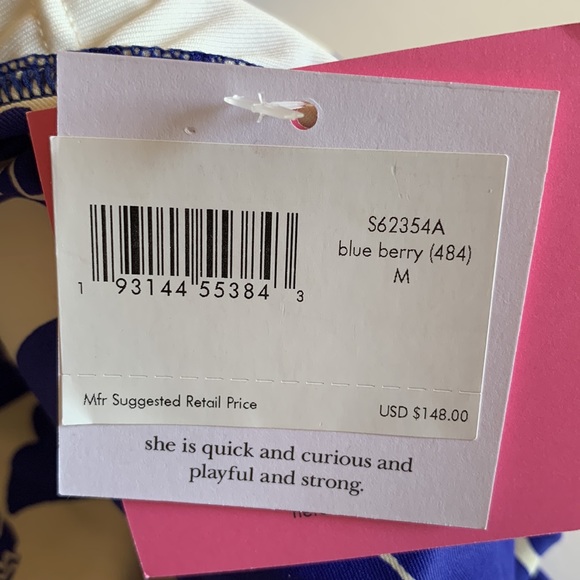 S62354A
blue berry (484)
M
1 93144 55384 3
Mfr Suggested Retail Price
USD $148.00
she is quick and curious and
playful and strong.